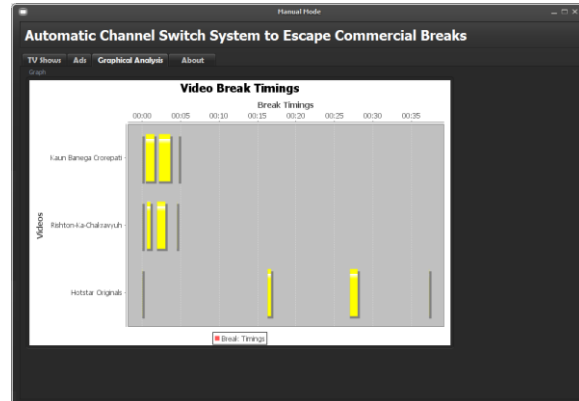 Manual Mode
Automatic Channel Switch System to Escape Commercial Breaks
TV Shows Ads Graphical Analysis About
Graph
Video Break Timings
Break Timings
00:00 00:05 00:10 00:15 00:20 00:25 00:30 00:35
Kaun Banega Crorepati
Rishton-Ka-Chakravyuh
Hotstar Originals
Videos
Break Timings